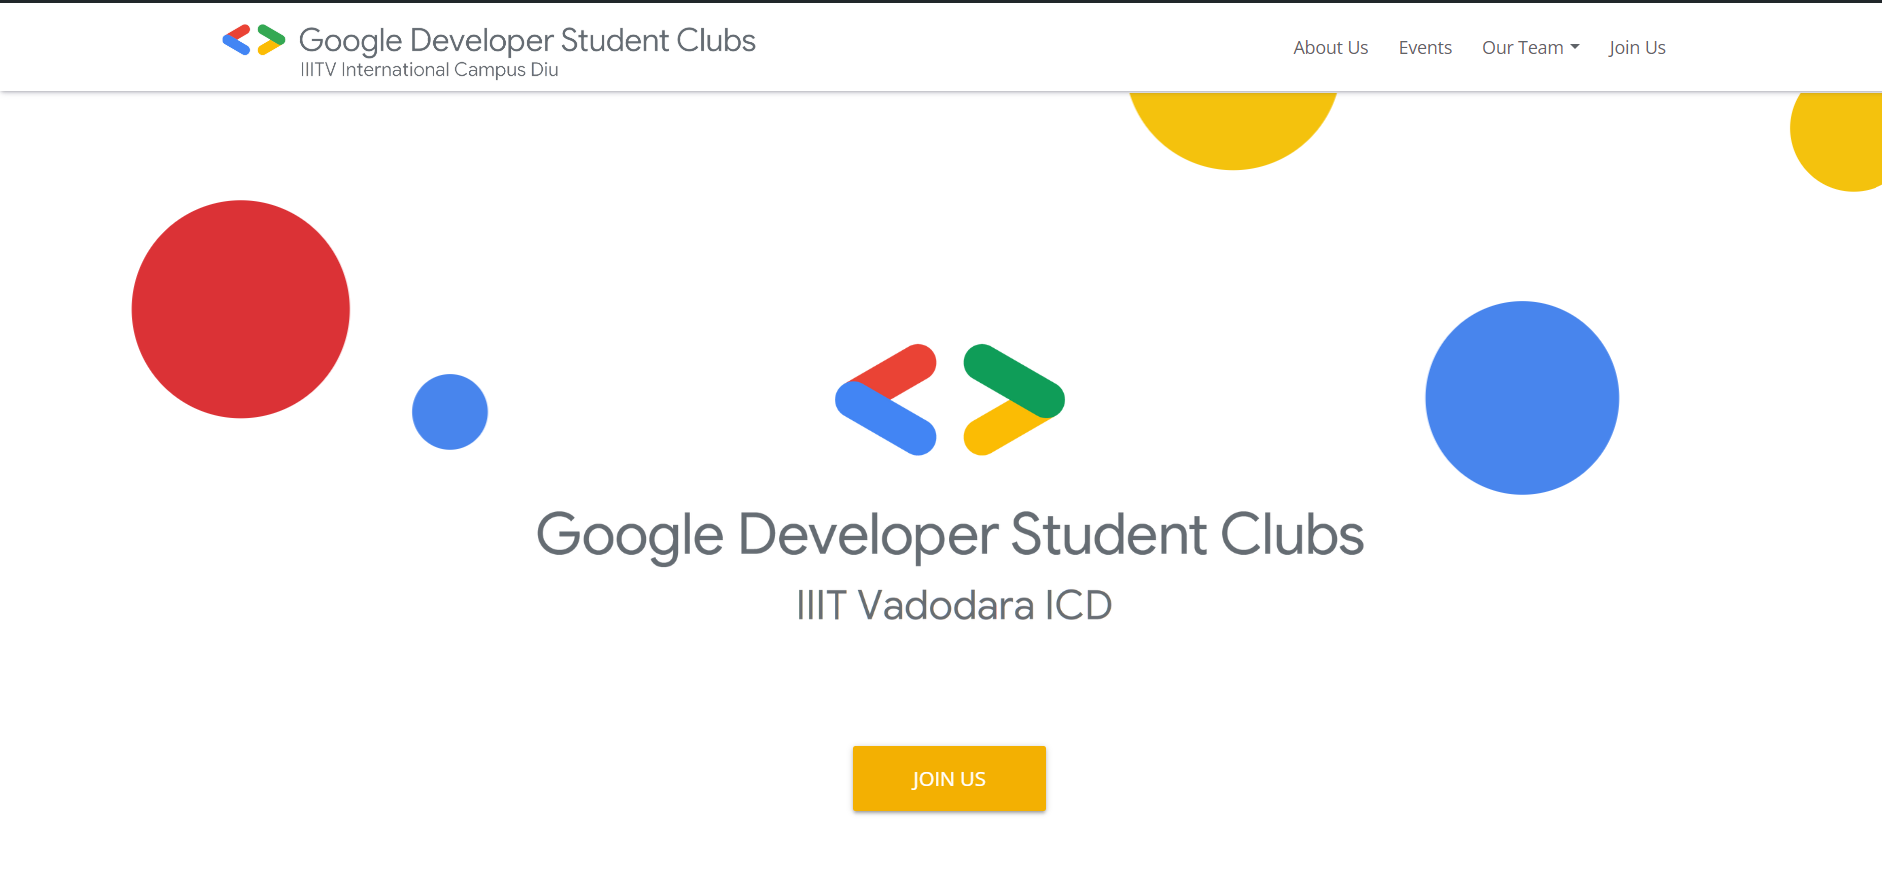 Google Developer Student Clubs
IIITV International Campus Diu
About Us Events Our Team Join Us
Google Developer Student Clubs
IIIT Vadodara ICD
JOIN US